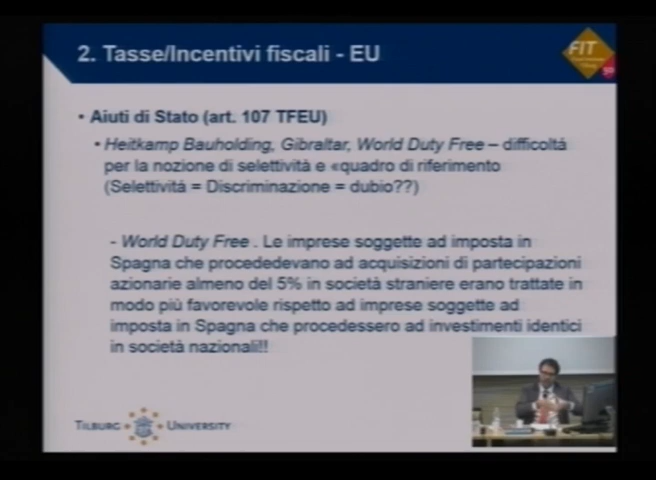 2. Tasse/Incentivi fiscali - EU
FIT
• Aiuti di Stato (art. 107 TFEU)
• Heitkamp Bauholding, Gibraltar, World Duty Free – difficoltà
per la nozione di selettività e «quadro di riferimento
(Selettività = Discriminazione = dubio??)
- World Duty Free . Le imprese soggette ad imposta in
Spagna che procededevano ad acquisizioni di partecipazioni
azionarie almeno del 5% in società straniere erano trattate in
modo più favorevole rispetto ad imprese soggette ad
imposta in Spagna che procedessero ad investimenti identici
in società nazionali!!
TILBURG UNIVERSITY